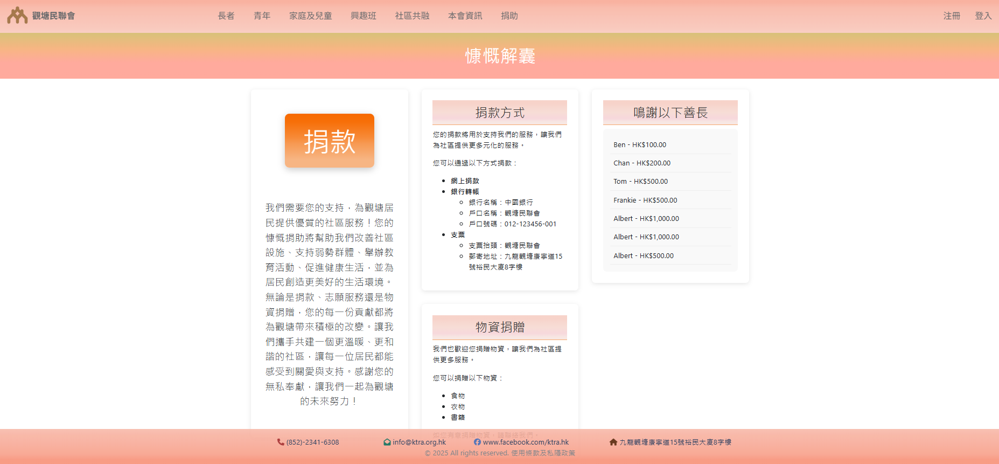 觀塘民聯會
長者 青年 家庭及兒童 興趣班 社區共融 本會資訊 捐助
注冊 登入
慷慨解囊
捐款
我們需要您的支持，為觀塘居
民提供優質的社區服務！您的
慷慨捐助將幫助我們改善社區
設施、支持弱勢群體、舉辦教
育活動、促進健康生活，並為
居民創造更美好的生活環境。
無論是捐款、志願服務還是物
資捐贈，您的每一份貢獻都將
為觀塘帶來積極的改變。讓我
們攜手共建一個更溫暖、更和
諧的社區，讓每一位居民都能
感受到關愛與支持。感謝您的
無私奉獻，讓我們一起為觀塘
的未來努力！
捐款方式
您的捐款將用於支持我們的服務，讓我們
為社區提供更多元化的服務。
您可以通過以下方式捐款：
網上捐款
銀行轉帳
銀行名稱：中國銀行
戶口名稱：觀塘民聯會
戶口號碼：012-123456-001
支票
支票抬頭：觀塘民聯會
郵寄地址：九龍觀塘康寧道15
號裕民大廈8字樓
物資捐贈
我們也歡迎您捐贈物資，讓我們為社區提
供更多服務。
您可以捐贈以下物資：
食物
衣物
書籍
如您有意捐贈物資，請聯絡我們。
鳴謝以下善長
Ben - HK$100.00
Chan - HK$200.00
Tom - HK$500.00
Frankie - HK$500.00
Albert - HK$1,000.00
Albert - HK$1,000.00
Albert - HK$500.00
(852)-2341-6308 info@ktra.org.hk www.facebook.com/ktra.hk 九龍觀塘康寧道15號裕民大廈8字樓
© 2025 All rights reserved. 使用條款及私隱政策